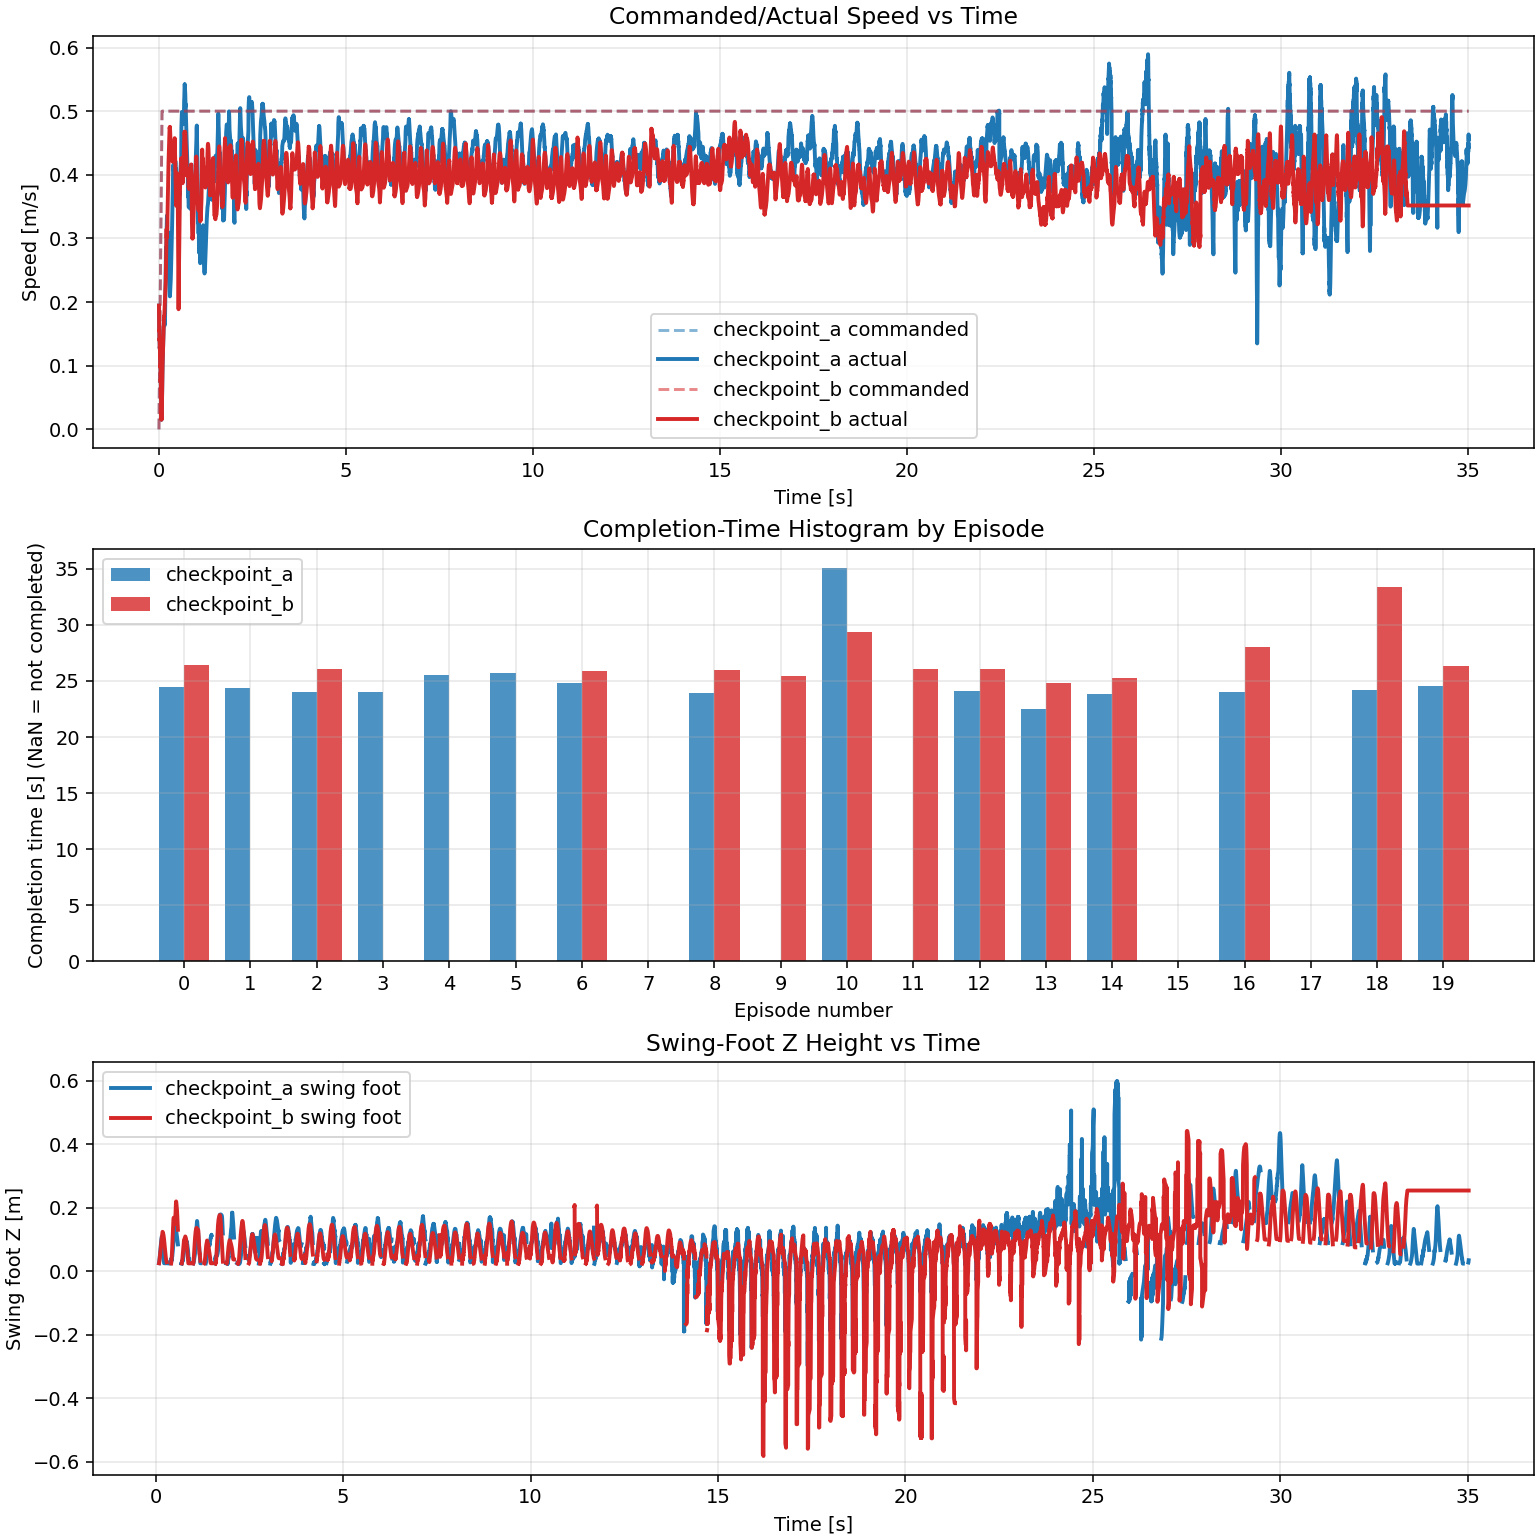 Commanded/Actual Speed vs Time
Speed [m/s]
0.6
0.5
0.4
0.3
0.2
0.1
0.0
checkpoint_a commanded
checkpoint_a actual
checkpoint_b commanded
checkpoint_b actual
0 5 10 15 20 25 30 35
Time [s]
Completion-Time Histogram by Episode
Completion time [s] (NaN = not completed)
35
30
25
20
15
10
5
0
checkpoint_a
checkpoint_b
0 1 2 3 4 5 6 7 8 9 10 11 12 13 14 15 16 17 18 19
Episode number
Swing-Foot Z Height vs Time
Swing foot Z [m]
0.6
0.4
0.2
0.0
−0.2
−0.4
−0.6
checkpoint_a swing foot
checkpoint_b swing foot
0 5 10 15 20 25 30 35
Time [s]